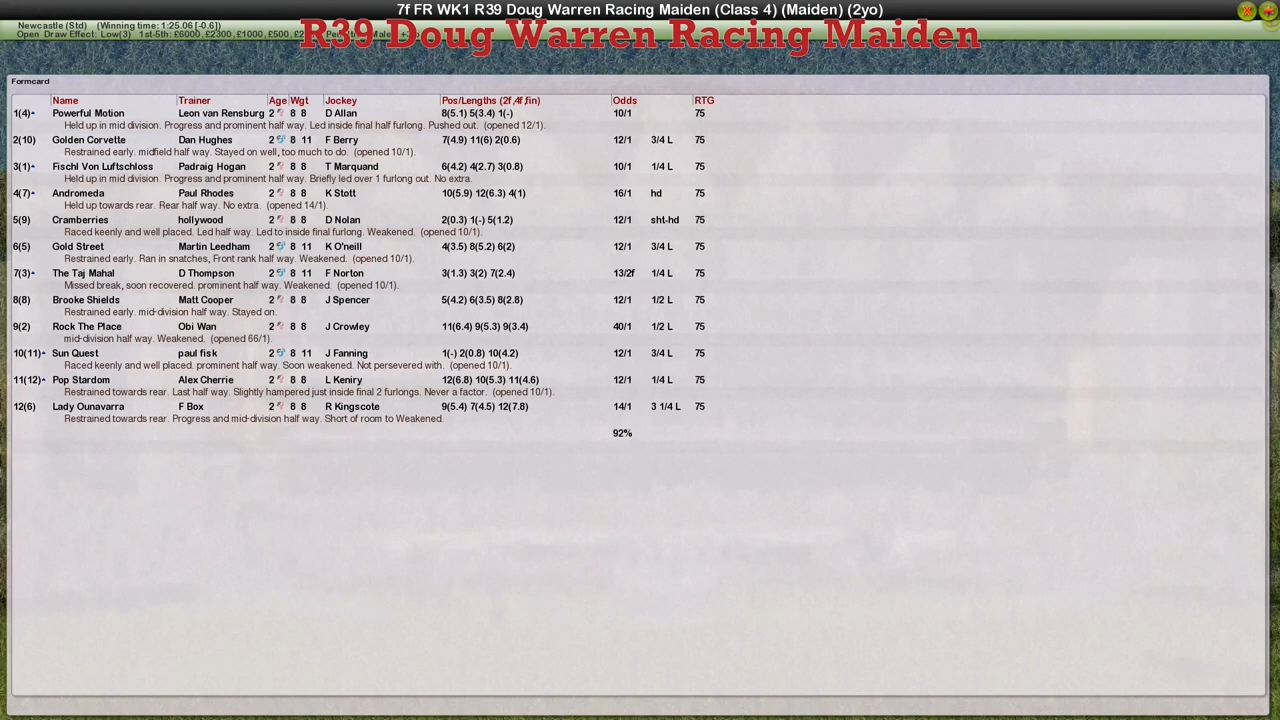 7f FR WK1 R39 Doug Warren Racing Maiden (Class 4) (Maiden) (2yo)
Newcastle (Std) (Winning time: 1:25.06 [-0.6])
R39 Doug Warren Racing Maiden
Open Draw Effect: Low(3) 1st-5th: £6000, £2300, £1000, £500,
Formcard
Name Trainer Age Wgt Jockey Pos/Lengths (2f,4f,fin) Odds RTG
1(4) Powerful Motion Leon van Rensburg 2 8 8 D Allan 8(5.1) 5(3.4) 1(-) 10/1 75
Held up in mid division. Progress and prominent half way. Led inside final half furlong. Pushed out. (opened 12/1).
2(10) Golden Corvette Dan Hughes 2 8 11 F Berry 7(4.9) 11(6) 2(0.6) 12/1 3/4 L 75
Restrained early. midfield half way. Stayed on well, too much to do. (opened 10/1).
3(1) Fischl Von Luftschloss Padraig Hogan 2 8 8 T Marquand 6(4.2) 4(2.7) 3(0.8) 10/1 1/4 L 75
Held up in mid division. Progress and prominent half way. Briefly led over 1 furlong out. No extra.
4(7) Andromeda Paul Rhodes 2 8 8 K Stott 10(5.9) 12(6.3) 4(1) 16/1 hd 75
Held up towards rear. Rear half way. No extra. (opened 14/1).
5(9) Cramberries hollywood 2 8 8 D Nolan 2(0.3) 1(-) 5(1.2) 12/1 sht-hd 75
Raced keenly and well placed. Led half way. Led to inside final furlong. Weakened. (opened 10/1).
6(5) Gold Street Martin Leedham 2 8 11 K O'neill 4(3.5) 8(5.2) 6(2) 12/1 3/4 L 75
Restrained early. Ran in snatches, Front rank half way. Weakened. (opened 10/1).
7(3) The Taj Mahal D Thompson 2 8 11 F Norton 3(1.3) 3(2) 7(2.4) 13/2f 1/4 L 75
Missed break, soon recovered. prominent half way. Weakened. (opened 10/1).
8(8) Brooke Shields Matt Cooper 2 8 8 J Spencer 5(4.2) 6(3.5) 8(2.8) 12/1 1/2 L 75
Restrained early. mid-division half way. Stayed on.
9(2) Rock The Place Obi Wan 2 8 8 J Crowley 11(6.4) 9(5.3) 9(3.4) 40/1 1/2 L 75
mid-division half way. Weakened. (opened 66/1).
10(11) Sun Quest paul fisk 2 8 11 J Fanning 1(-) 2(0.8) 10(4.2) 12/1 3/4 L 75
Raced keenly and well placed. prominent half way. Soon weakened. Not persevered with. (opened 10/1).
11(12) Pop Stardom Alex Cherrie 2 8 8 L Keniry 12(6.8) 10(5.3) 11(4.6) 12/1 1/4 L 75
Restrained towards rear. Last half way. Slightly hampered just inside final 2 furlongs. Never a factor. (opened 10/1).
12(6) Lady Ounavarra F Box 2 8 8 R Kingscote 9(5.4) 7(4.5) 12(7.8) 14/1 3 1/4 L 75
Restrained towards rear. Progress and mid-division half way. Short of room to Weakened.
92%